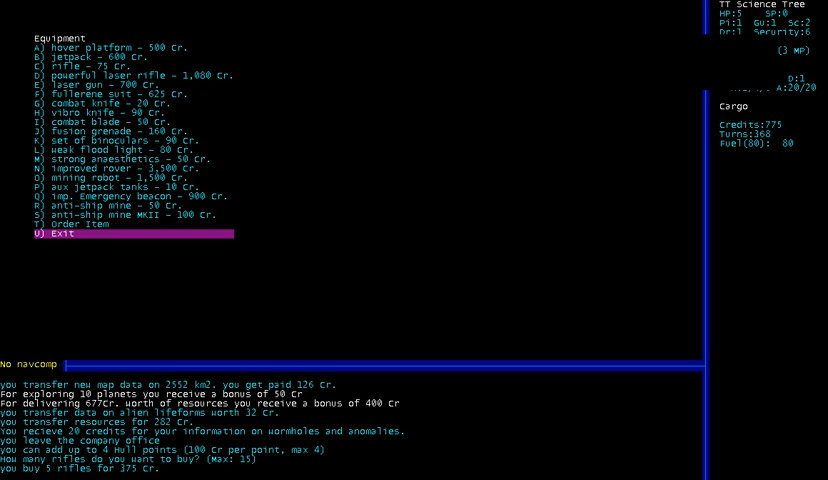 Equipment
A) hover platform - 500 Cr.
B) jetpack - 600 Cr.
C) rifle - 75 Cr.
D) powerful laser rifle - 1,080 Cr.
E) laser gun - 700 Cr.
F) fullerene suit - 625 Cr.
G) combat knife - 20 Cr.
H) vibro knife - 90 Cr.
I) combat blade - 50 Cr.
J) fusion grenade - 160 Cr.
K) set of binoculars - 90 Cr.
L) weak flood light - 80 Cr.
M) strong anaesthetics - 50 Cr.
N) improved rover - 3,500 Cr.
O) mining robot - 1,500 Cr.
P) aux jetpack tanks - 10 Cr.
Q) imp. Emergency beacon - 900 Cr.
R) anti-ship mine - 50 Cr.
S) anti-ship mine MKII - 100 Cr.
T) Order Item
U) Exit
TT Science Tree
HP:5 SP:0
Pi:1 Gu:1 Sc:2
Dr:1 Security:6
(3 MP)
D:1
A:20/20
Cargo
Credits:775
Turns:368
Fuel(80): 80
No navcomp
you transfer new map data on 2552 km2. you get paid 126 Cr.
For exploring 10 planets you receive a bonus of 50 Cr
For delivering 677Cr. worth of resources you receive a bonus of 400 Cr
you transfer data on alien lifeforms worth 32 Cr.
you transfer resources for 282 Cr.
You recieve 20 credits for your information on wormholes and anomalies.
you leave the company office
you can add up to 4 Hull points (100 Cr per point, max 4)
How many rifles do you want to buy? (Max: 15)
you buy 5 rifles for 375 Cr.